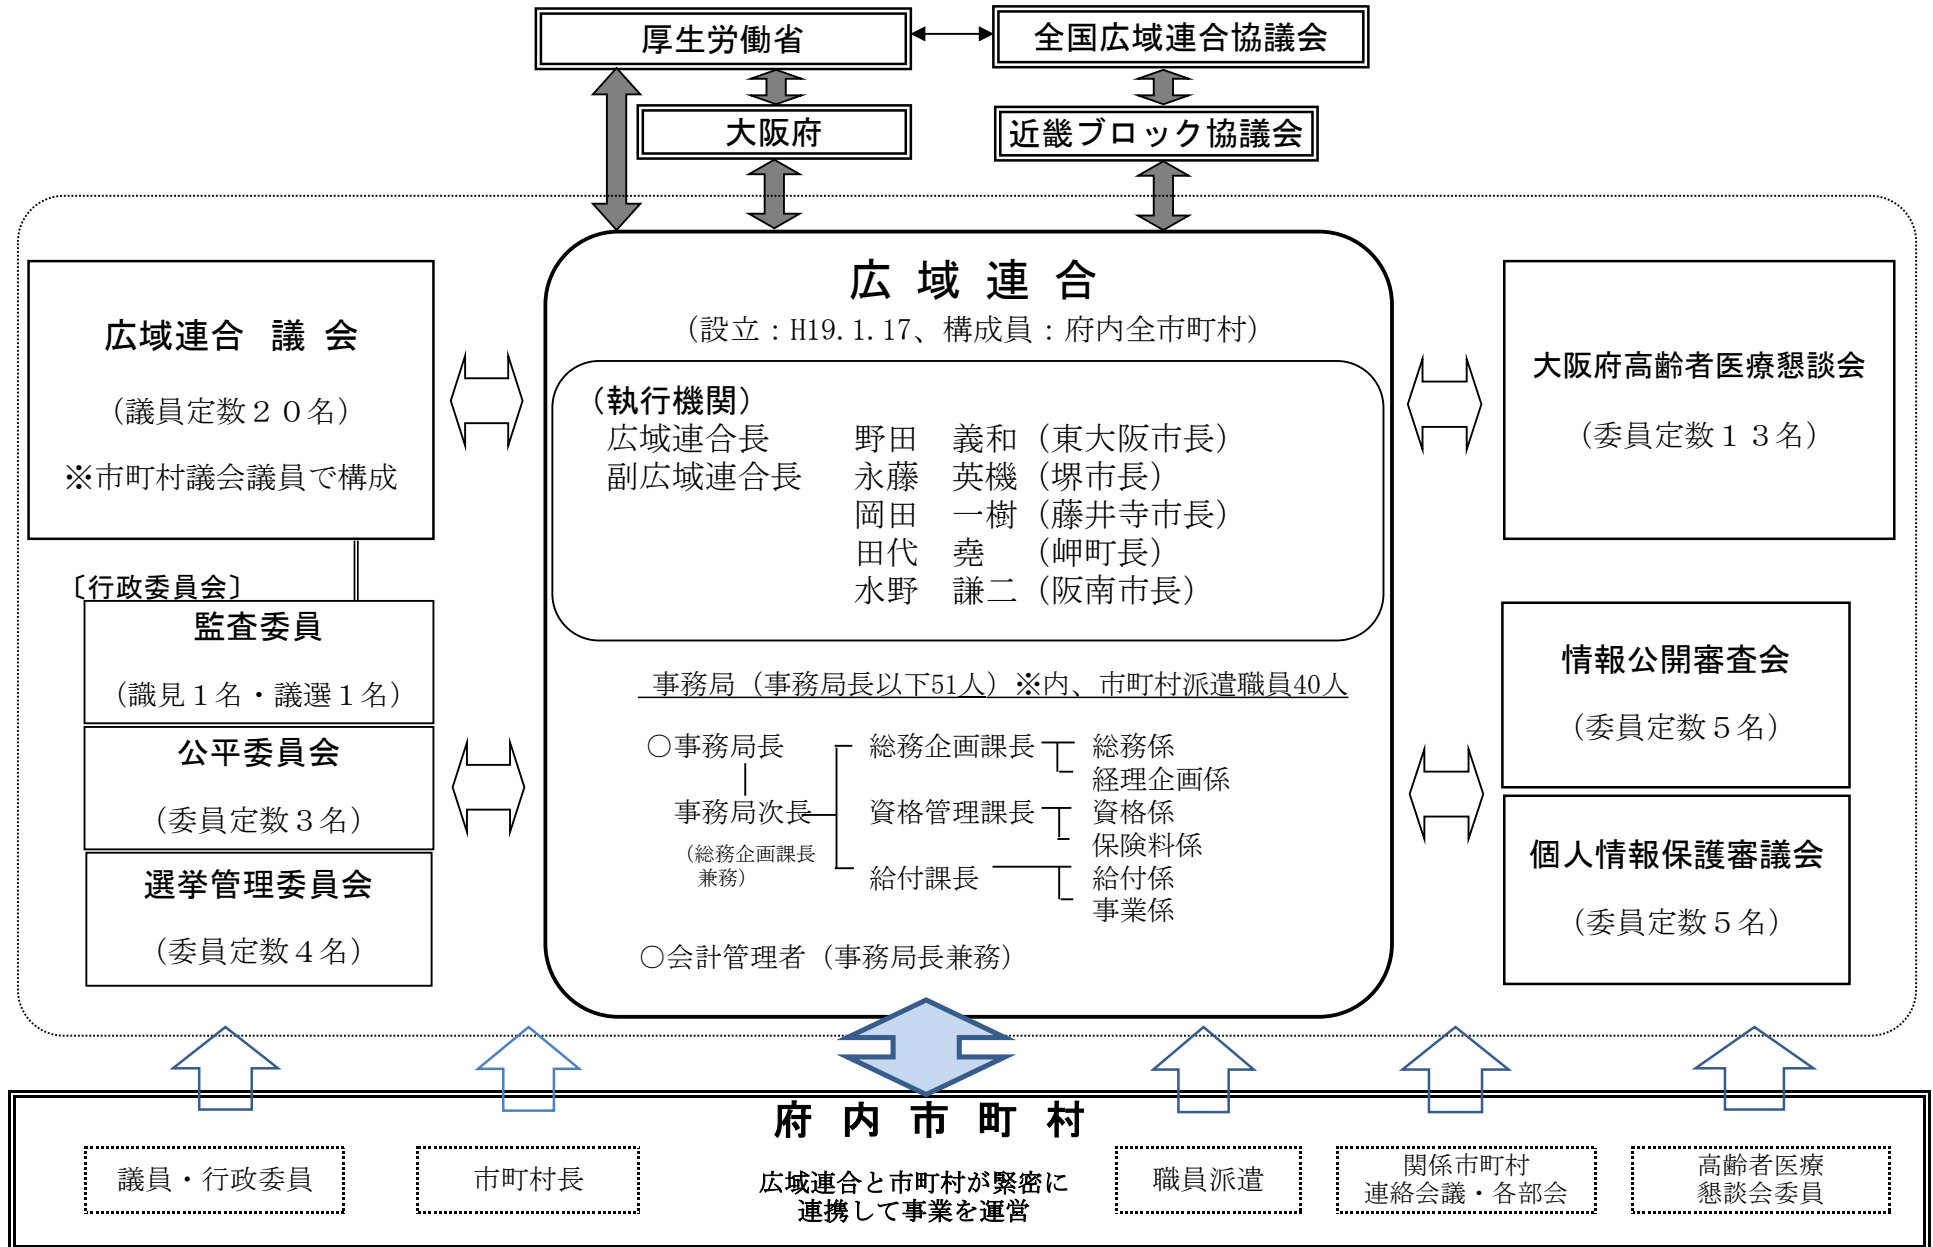 厚生労働省
全国広域連合協議会
大阪府
近畿ブロック協議会
広域連合
（設立：H19.1.17、構成員：府内全市町村）
広域連合 議会
（議員定数２０名）
※市町村議会議員で構成
〔行政委員会〕
監査委員
（識見１名・議選１名）
公平委員会
（委員定数３名）
選挙管理委員会
（委員定数４名）
（執行機関）
広域連合長 野田 義和（東大阪市長）
副広域連合長 永藤 英機（堺市長）
岡田 一樹（藤井寺市長）
田代 堯 （岬町長）
水野 謙二（阪南市長）
事務局（事務局長以下51人）※内、市町村派遣職員40人
○事務局長
総務企画課長
総務係
経理企画係
事務局次長
（総務企画課長
兼務）
資格管理課長
資格係
保険料係
給付課長
給付係
事業係
○会計管理者（事務局長兼務）
大阪府高齢者医療懇談会
（委員定数１３名）
情報公開審査会
（委員定数５名）
個人情報保護審議会
（委員定数５名）
府内市町村
議員・行政委員
市町村長
広域連合と市町村が緊密に
連携して事業を運営
職員派遣
関係市町村
連絡会議・各部会
高齢者医療
懇談会委員